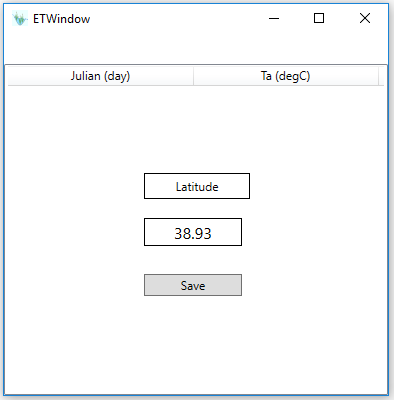 ETWindow
Julian (day) Ta (degC)
Latitude
38.93
Save